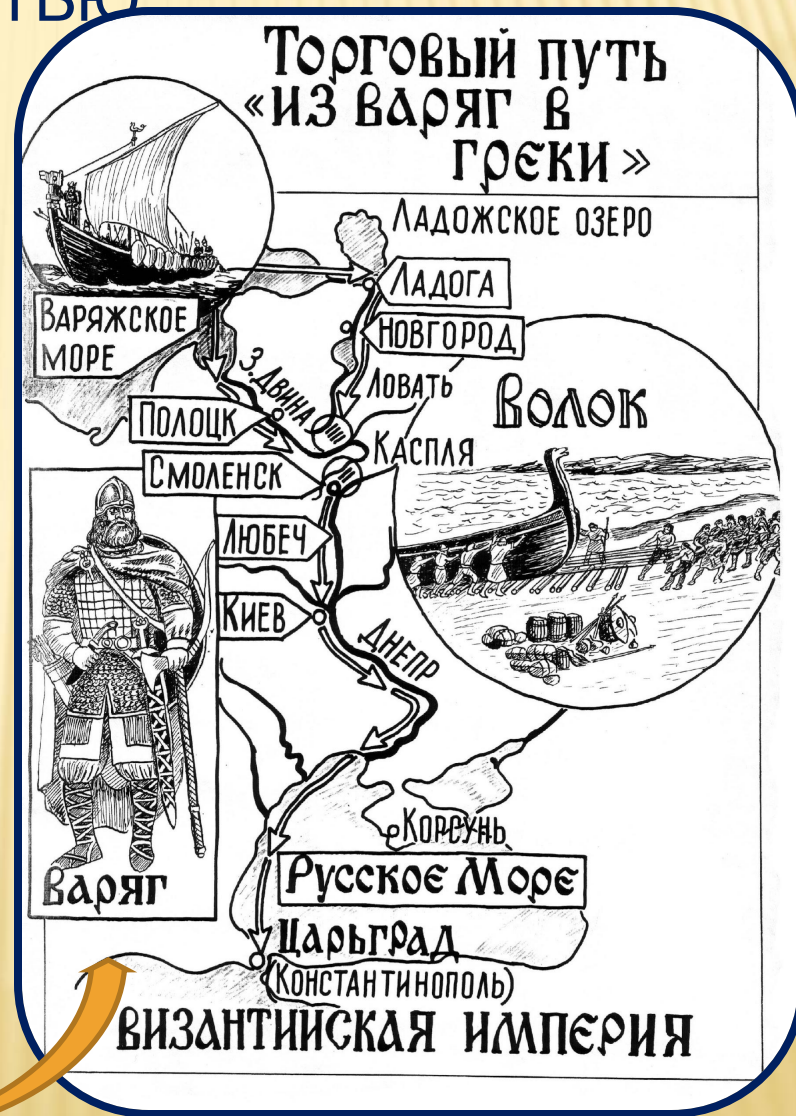 ТЬЮ
Торговый путь
«из варяг в
греки»
Ладожское озеро
Ладога
Новгород
Варяжское
море
З. Двина
Ловать
Волок
Полоцк
Каспля
Смоленск
Любеч
Киев
Днепр
Корсунь
Варяг
Русское Море
Царьград
(Константинополь)
Византийская империя